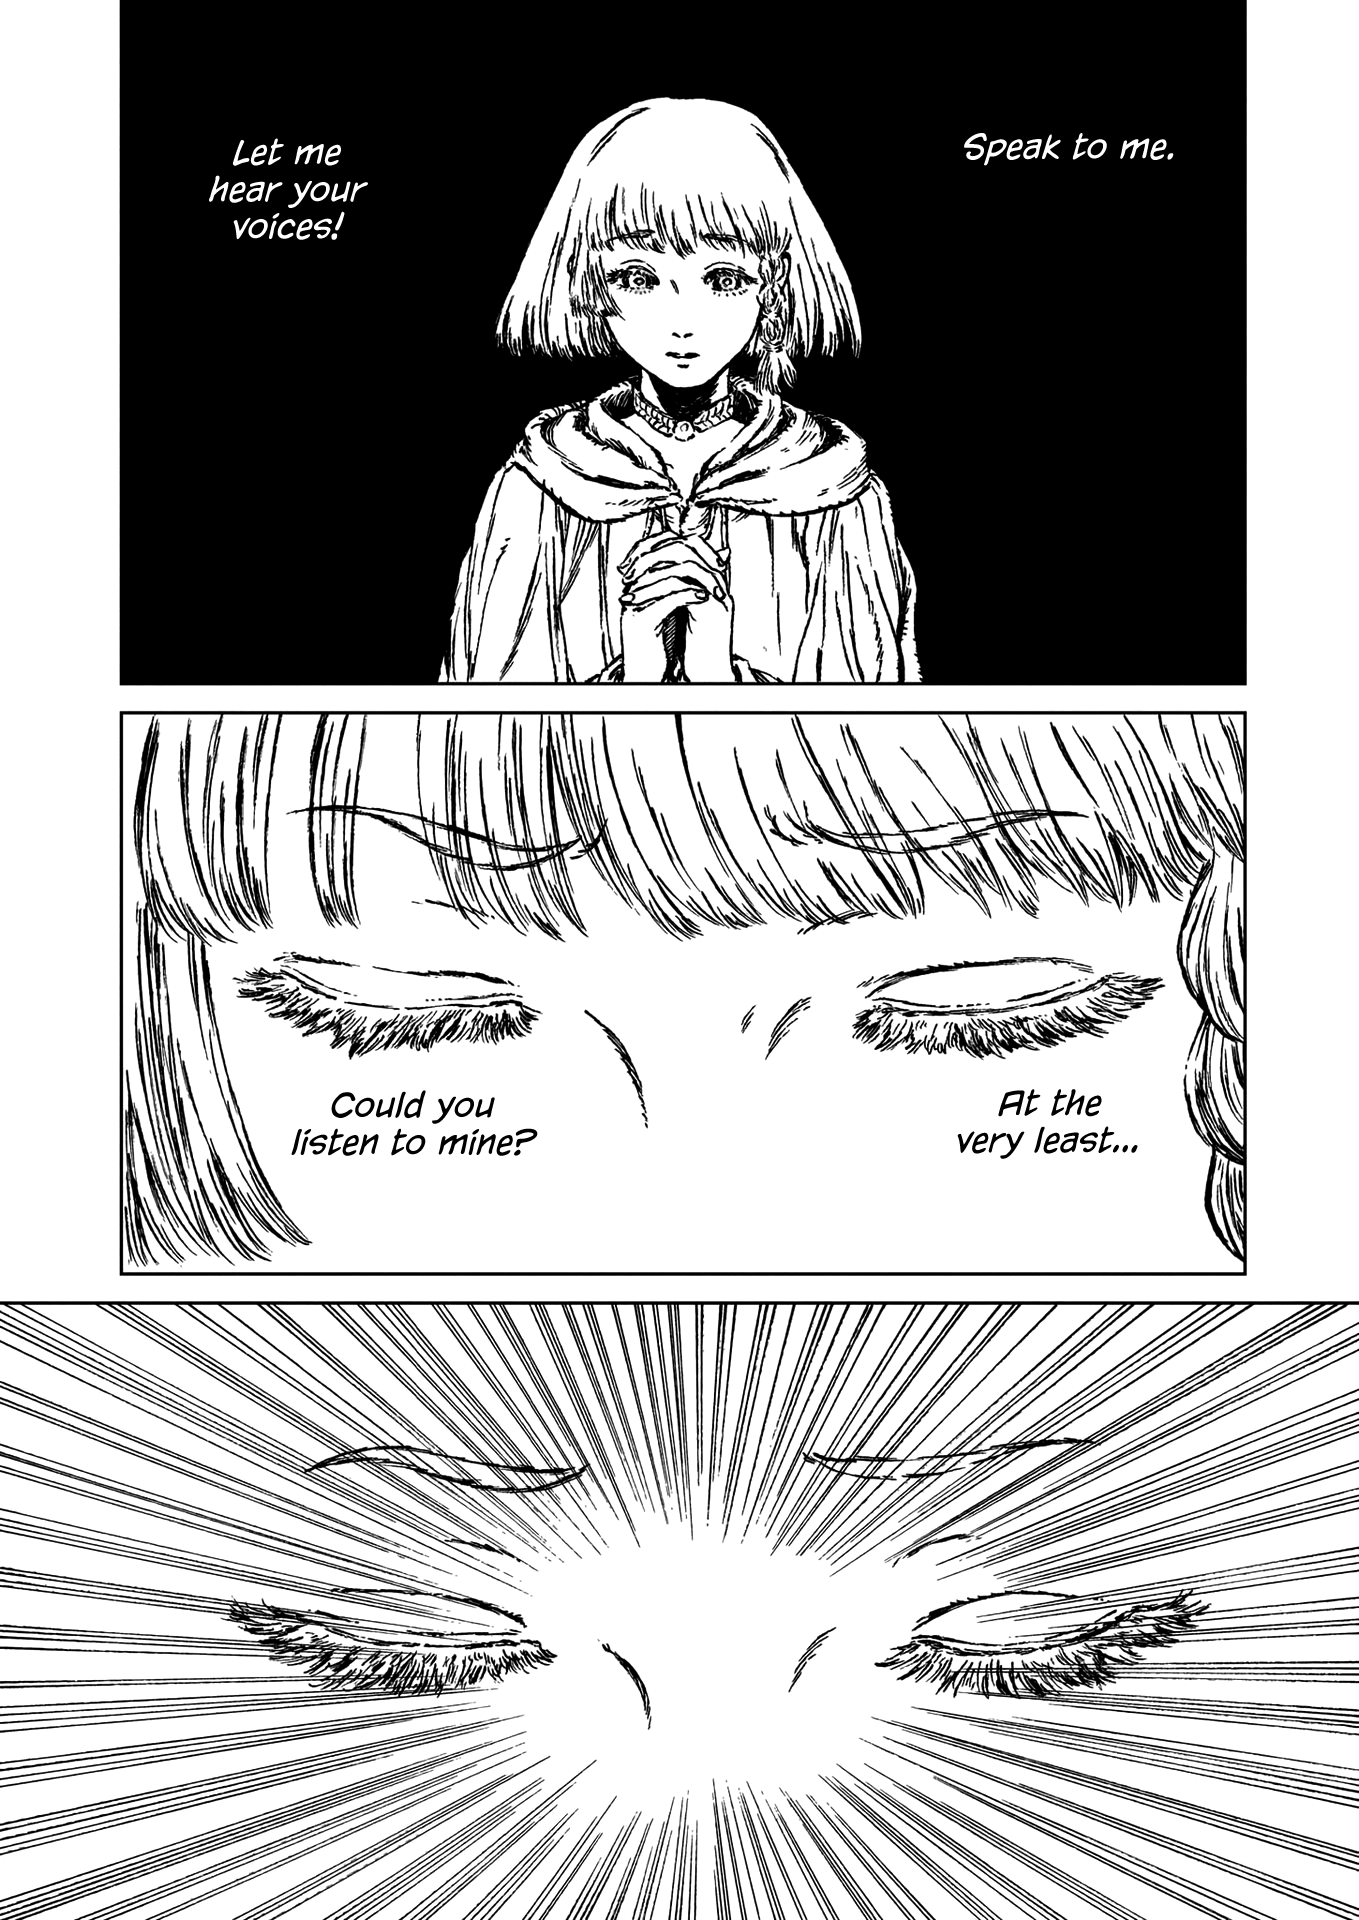 Speak to me.
Let me
hear your
voices!
At the
very least...
Could you
listen to mine?